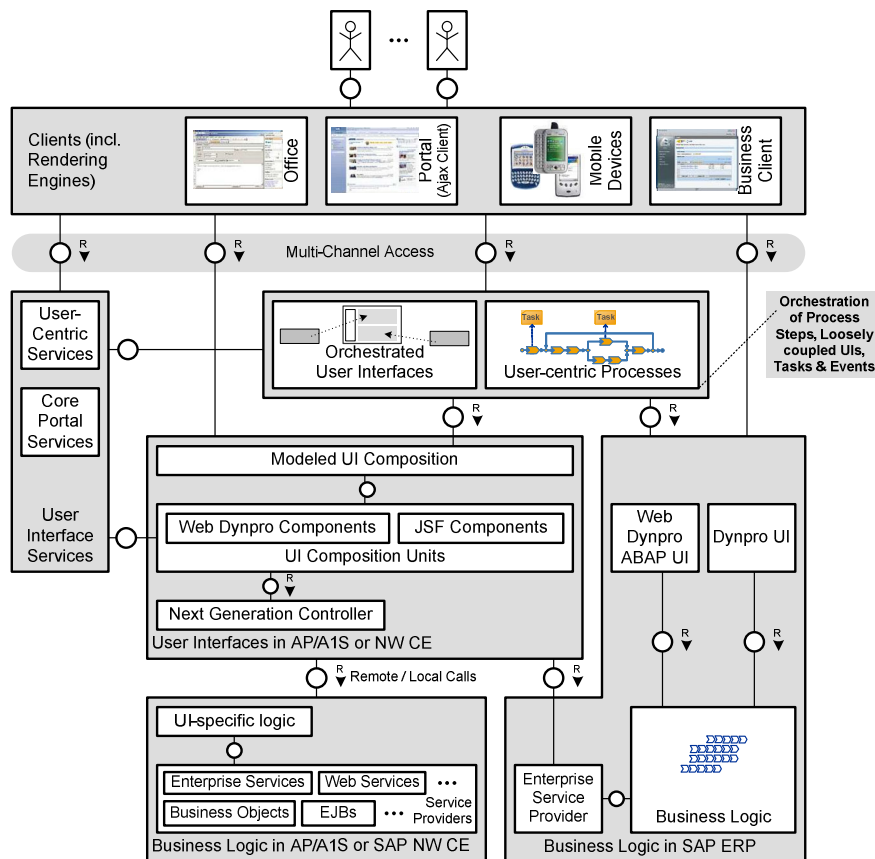 •••
Clients (incl.
Rendering
Engines)
Office
Portal
(Ajax Client)
Mobile
Devices
Business
Client
R
R
Multi-Channel Access
R
R
User-
Centric
Services
Core
Portal
Services
User
Interface
Services
Orchestrated
User Interfaces
Task
Task
User-centric Processes
Orchestration
of Process
Steps, Loosely
coupled UIs,
Tasks & Events
R
R
Modeled UI Composition
Web Dynpro Components
JSF Components
UI Composition Units
R
Next Generation Controller
User Interfaces in AP/A1S or NW CE
Web
Dynpro
ABAP UI
Dynpro UI
R
R
R
Remote / Local Calls
R
UI-specific logic
Enterprise Services
Web Services
•••
Business Objects
EJBs
•••
Service
Providers
Business Logic in AP/A1S or SAP NW CE
Enterprise
Service
Provider
Business Logic
Business Logic in SAP ERP